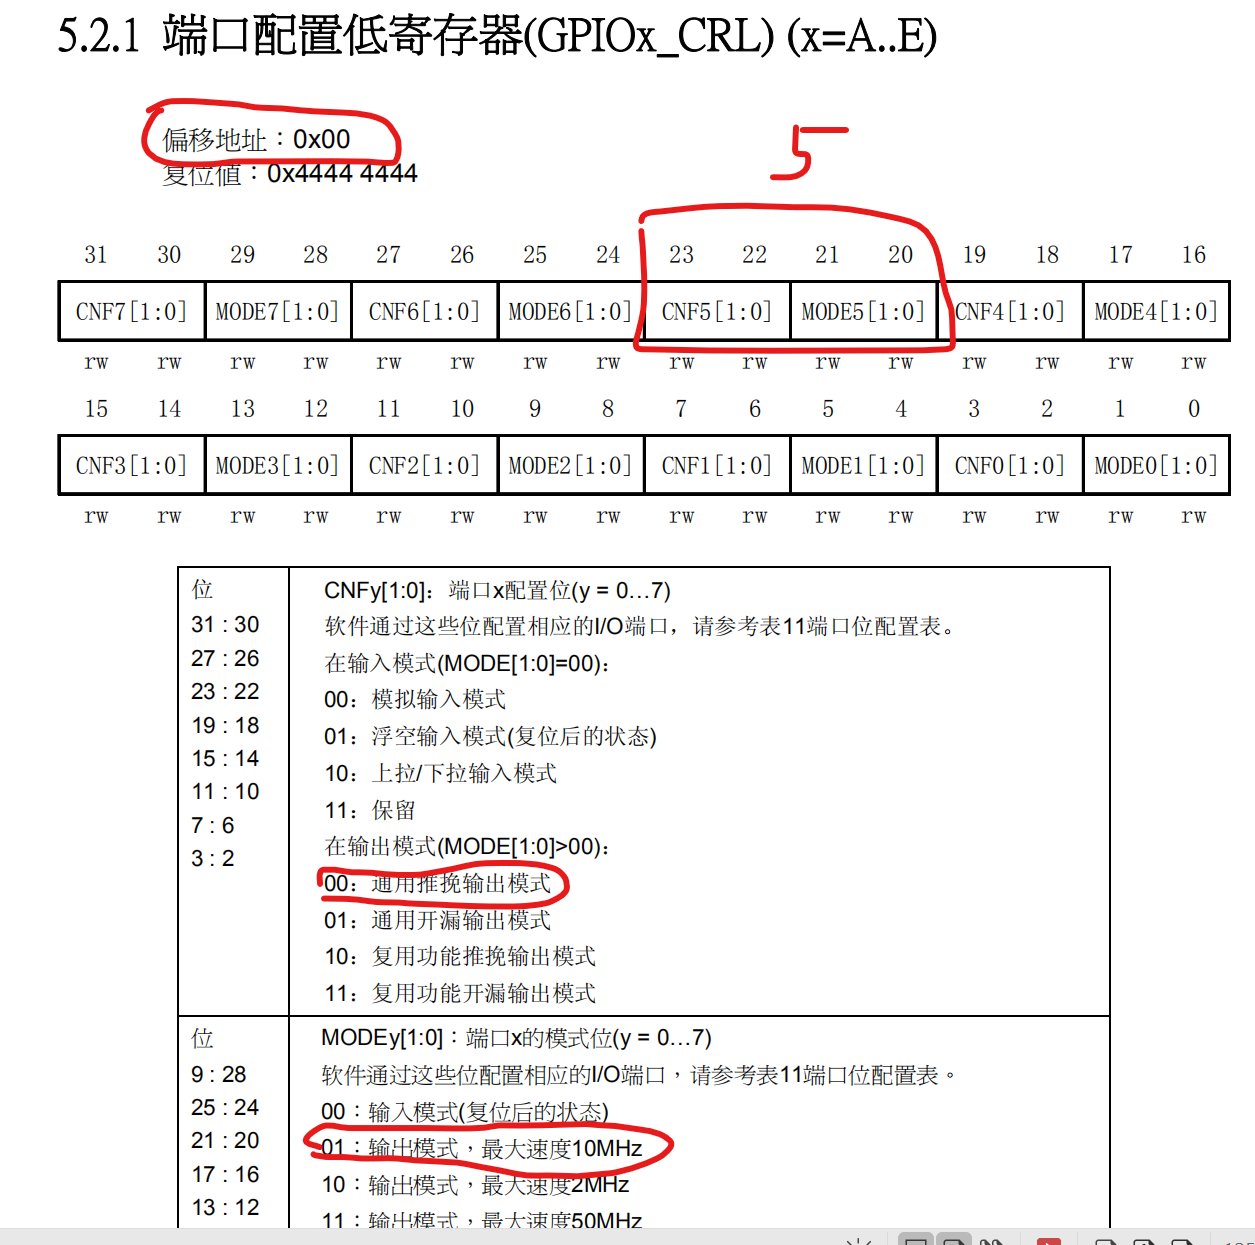 5.2.1 端口配置低寄存器(GPIOx_CRL) (x=A..E)
偏移地址：0x00
5
复位值：0x4444 4444
31 30 29 28 27 26 25 24 23 22 21 20 19 18 17 16
CNF7[1:0] MODE7[1:0] CNF6[1:0] MODE6[1:0] CNF5[1:0] MODE5[1:0] CNF4[1:0] MODE4[1:0]
rw rw rw rw rw rw rw rw rw rw rw rw rw rw rw rw
15 14 13 12 11 10 9 8 7 6 5 4 3 2 1 0
CNF3[1:0] MODE3[1:0] CNF2[1:0] MODE2[1:0] CNF1[1:0] MODE1[1:0] CNF0[1:0] MODE0[1:0]
rw rw rw rw rw rw rw rw rw rw rw rw rw rw rw rw
位
31 : 30
27 : 26
23 : 22
19 : 18
15 : 14
11 : 10
7 : 6
3 : 2
CNFy[1:0]：端口x配置位(y = 0…7)
软件通过这些位配置相应的I/O端口，请参考表11端口位配置表。
在输入模式(MODE[1:0]=00)：
00：模拟输入模式
01：浮空输入模式(复位后的状态)
10：上拉/下拉输入模式
11：保留
在输出模式(MODE[1:0]>00)：
00：通用推挽输出模式
01：通用开漏输出模式
10：复用功能推挽输出模式
11：复用功能开漏输出模式
位
9 : 28
25 : 24
21 : 20
17 : 16
13 : 12
MODEy[1:0]：端口x的模式位(y = 0…7)
软件通过这些位配置相应的I/O端口，请参考表11端口位配置表。
00：输入模式(复位后的状态)
01：输出模式，最大速度10MHz
10：输出模式，最大速度2MHz
11：输出模式，最大速度50MHz